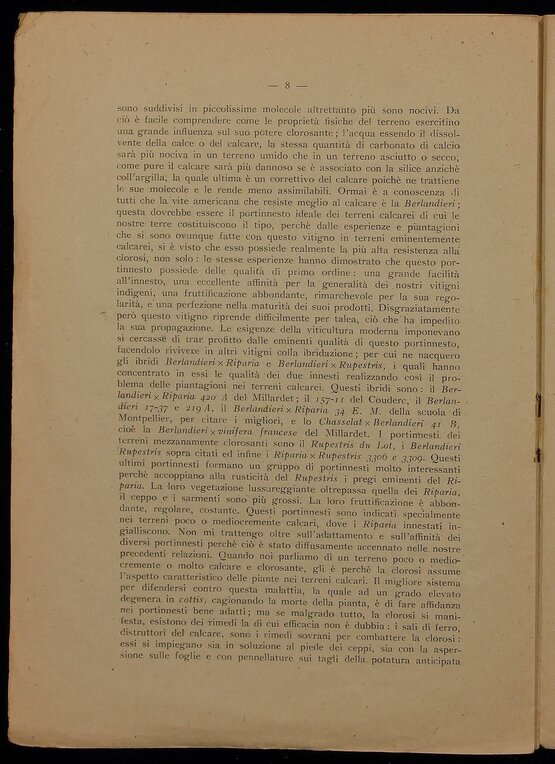 — 8 —
sono suddivisi in piccolissime molecole altrettanto più sono nocivi. Da
ciò è facile comprendere come le proprietà fisiche del terreno esercitino
una grande influenza sul suo potere clorosante; l'acqua essendo il dissol-
vente della calce o del calcare, la stessa quantità di carbonato di calcio
sarà più nociva in un terreno umido che in un terreno asciutto o secco,
come pure il calcare sarà più dannoso se è associato con la silice anzichè
coll'argilla, la quale ultima è un correttivo del calcare poichè ne trattiene
le sue molecole e le rende meno assimilabili. Ormai è a conoscenza di
tutti che la vite americana che resiste meglio al calcare è la Berlandieri;
questa dovrebbe essere il portinnesto ideale dei terreni calcarei di cui le
nostre terre costituiscono il tipo, perchè dalle esperienze e piantagioni
che si sono ovunque fatte con questo vitigno in terreni eminentemente
calcarei, si è visto che esso possiede realmente la più alta resistenza alla
clorosi, non solo: le stesse esperienze hanno dimostrato che questo por-
tinnesto possiede delle qualità di primo ordine: una grande facilità
all'innesto, una eccellente affinità per la generalità dei nostri vitigni
indigeni, una fruttificazione abbondante, rimarchevole per la sua rego-
larità, e una perfezione nella maturità dei suoi prodotti. Disgraziatamente
però questo vitigno riprende difficilmente per talea, ciò che ha impedito
la sua propagazione. Le esigenze della viticultura moderna imponevano
si cercasse di trar profitto dalle eminenti qualità di questo portinnesto,
facendolo rivivere in altri vitigni colla ibridazione; per cui ne nacquero
gli ibridi Berlandieri × Riparia e Berlandieri × Rupestris, i quali hanno
concentrato in essi le qualità dei due innesti realizzando così il pro-
blema delle piantagioni nei terreni calcarei. Questi ibridi sono: il Ber-
landieri × Riparia 420 A del Millardet; il 157-11 del Couderc, il Berlan-
dieri 17-37 e 219 A, il Berlandieri × Riparia 34 E. M. della scuola di
Montpellier, per citare i migliori, e lo Chasselat × Berlandieri 41 B,
cioè la Berlandieri × vinifera francese del Millardet. I portimmesti dei
terreni mezzanamente clorosanti sono il Rupestris du Lot, i Berlandieri
Rupestris sopra citati ed infine i Riparia × Rupestris 3306 e 3309. Questi
ultimi portinnesti formano un gruppo di portinnesti molto interessanti
perchè accoppiano alla rusticità del Rupestris i pregi eminenti del Ri-
paria. La loro vegetazione lussureggiante oltrepassa quella dei Riparia,
il ceppo e i sarmenti sono più grossi. La loro fruttificazione è abbon-
dante, regolare, costante. Questi portinnesti sono indicati specialmente
nei terreni poco o mediocremente calcari, dove i Riparia innestati in-
gialliscono. Non mi trattengo oltre sull'adattamento e sull'affinità dei
diversi portinnesti perchè ciò è stato diffusamente accennato nelle nostre
precedenti relazioni. Quando noi parliamo di un terreno poco o medio-
cremente o molto calcare e clorosante, gli è perchè la clorosi assume
l'aspetto caratteristico delle piante nei terreni calcari. Il migliore sistema
per difendersi contro questa malattia, la quale ad un grado elevato
degenera in cottis, cagionando la morte della pianta, è di fare affidanza
nei portinnesti bene adatti; ma se malgrado tutto, la clorosi si mani-
festa, esistono dei rimedi la di cui efficacia non è dubbia: i sali di ferro,
distruttori del calcare, sono i rimedi sovrani per combattere la clorosi:
essi si impiegano sia in soluzione al piede dei ceppi, sia con la asper-
sione sulle foglie e con pennellature sui tagli della potatura anticipata